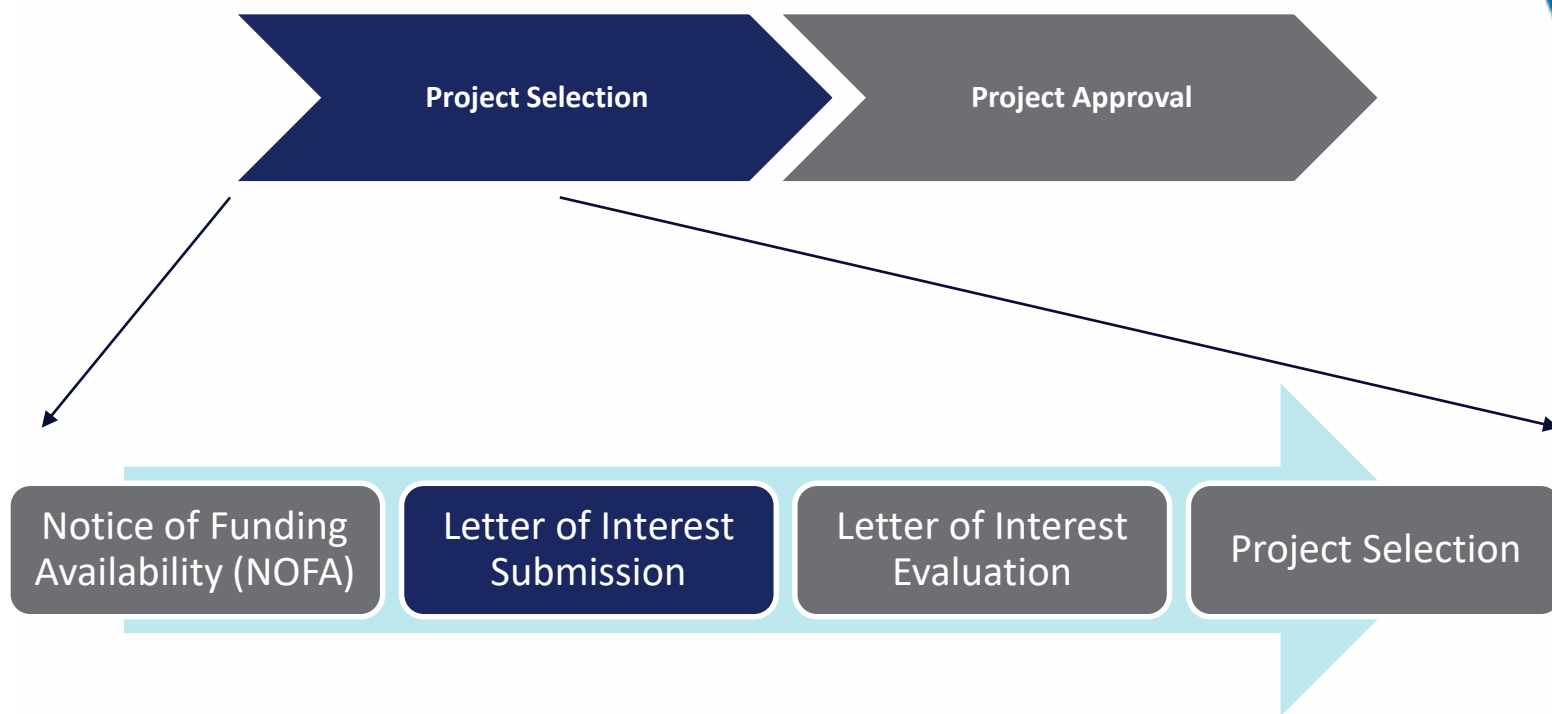 Project Selection
Project Approval
Notice of Funding
Availability (NOFA)
Letter of Interest
Submission
Letter of Interest
Evaluation
Project Selection